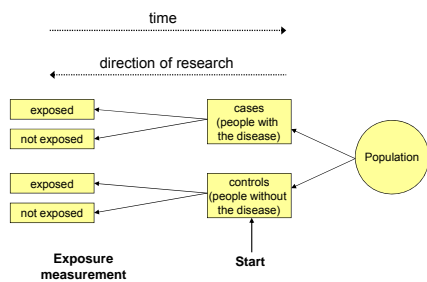 time
direction of research
exposed
not exposed
cases
(people with
the disease)
Population
exposed
not exposed
controls
(people without
the disease)
Exposure
measurement
Start